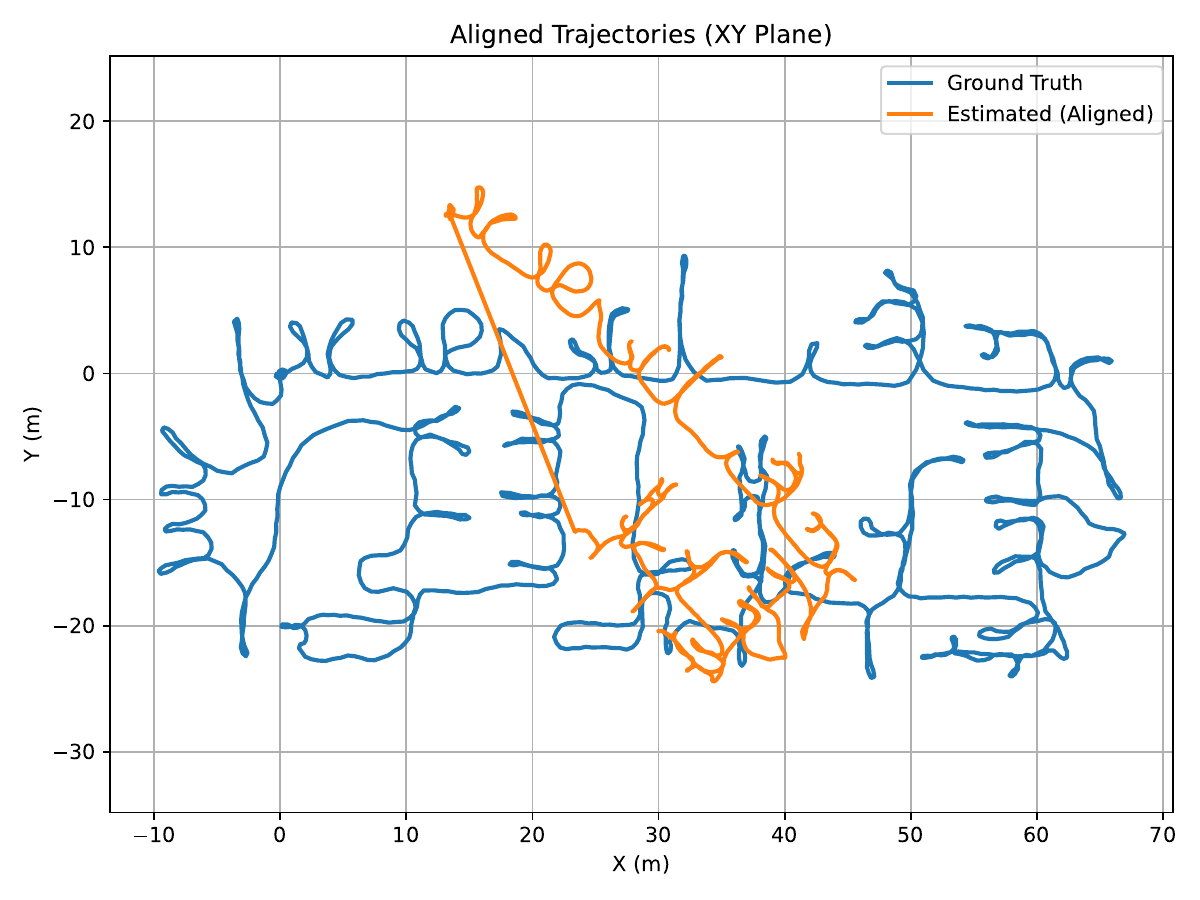 Aligned Trajectories (XY Plane)
Ground Truth
Estimated (Aligned)
20
10
0
−10
−20
−30
Y (m)
−10 0 10 20 30 40 50 60 70
X (m)